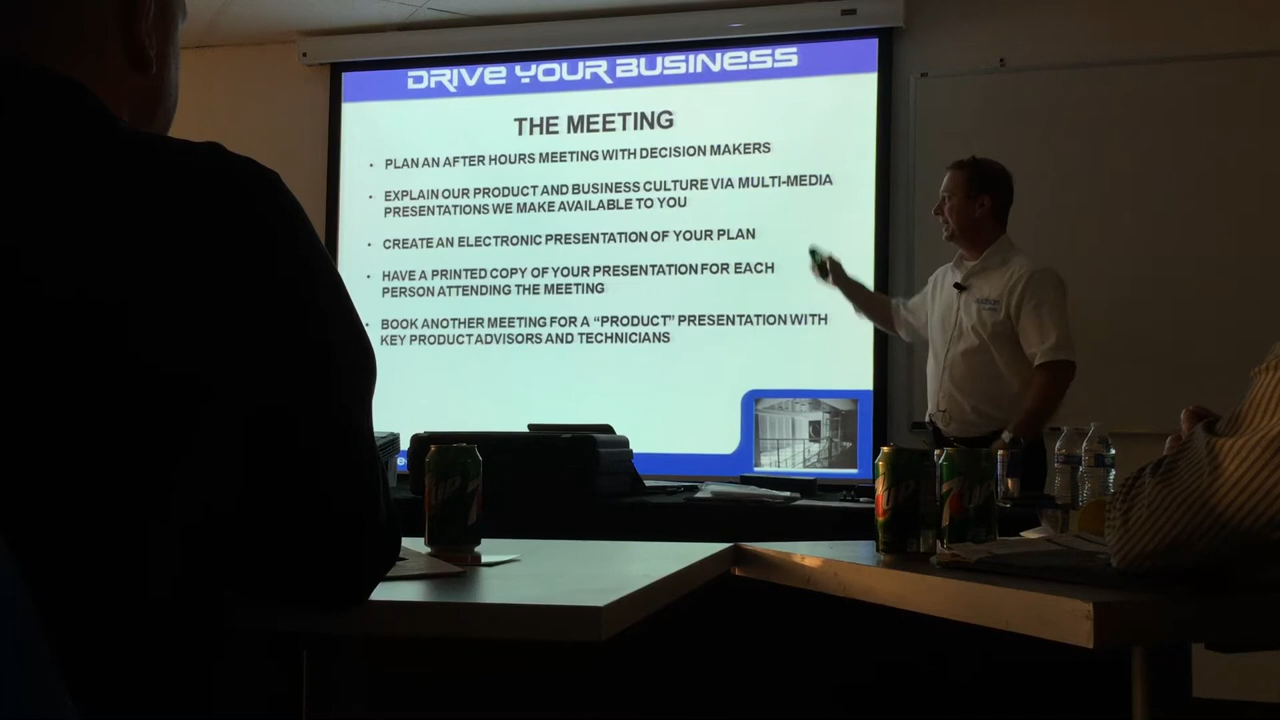 DRIVE YOUR BUSINESS
THE MEETING
• PLAN AN AFTER HOURS MEETING WITH DECISION MAKERS
• EXPLAIN OUR PRODUCT AND BUSINESS CULTURE VIA MULTI-MEDIA
PRESENTATIONS WE MAKE AVAILABLE TO YOU
• CREATE AN ELECTRONIC PRESENTATION OF YOUR PLAN
• HAVE A PRINTED COPY OF YOUR PRESENTATION FOR EACH
PERSON ATTENDING THE MEETING
• BOOK ANOTHER MEETING FOR A “PRODUCT” PRESENTATION WITH
KEY PRODUCT ADVISORS AND TECHNICIANS
7UP
7UP
7UP